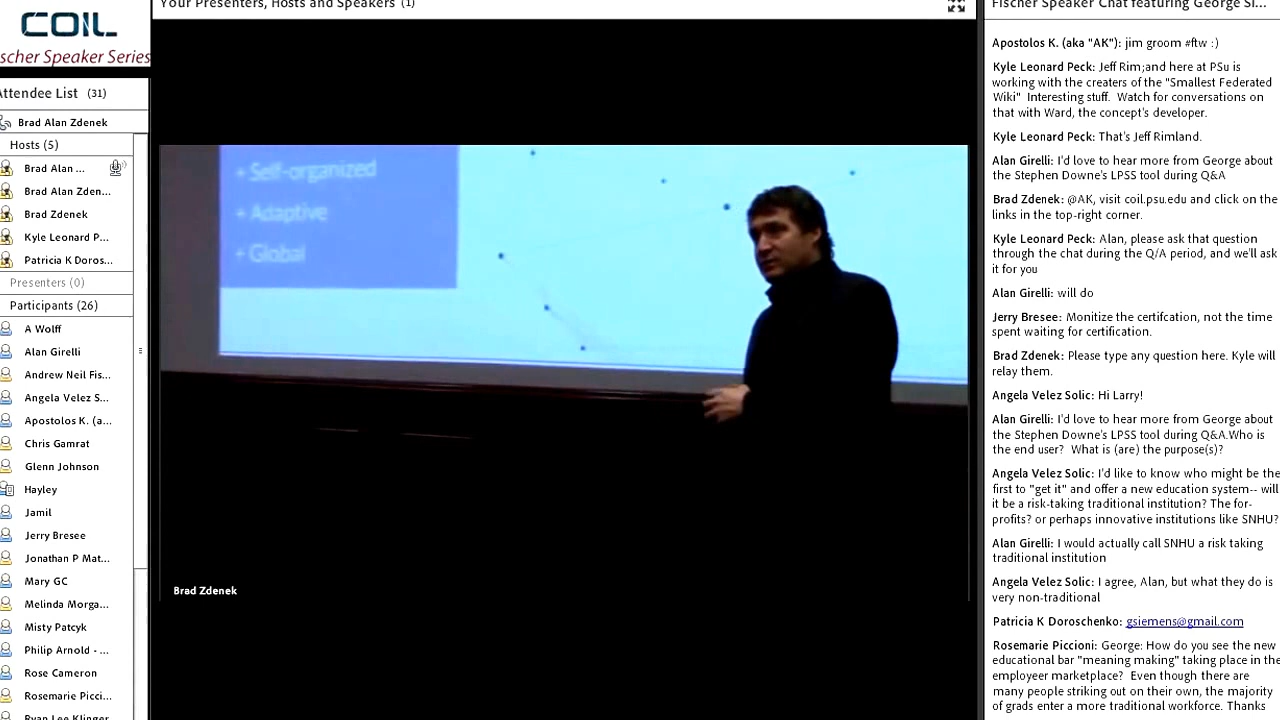 COIL
scher Speaker Series
Attendee List (31)
Brad Alan Zdenek
Hosts (5)
Brad Alan ...
Brad Alan Zden...
Brad Zdenek
Kyle Leonard P...
Patricia K Doros...
Presenters (0)
Participants (26)
A Wolff
Alan Girelli
Andrew Neil Fis...
Angela Velez S...
Apostolos K. (a...
Chris Gamrat
Glenn Johnson
Hayley
Jamil
Jerry Bresee
Jonathan P Mat...
Mary GC
Melinda Morga...
Misty Patcyk
Philip Arnold - ...
Rose Cameron
Rosemarie Picci...
Ryan Lee Klinger
Your Presenters, Hosts and Speakers (1)
+ Self-organized
+ Adaptive
+ Global
Brad Zdenek
Fischer Speaker Chat featuring George Si...
Apostolos K. (aka "AK"): jim groom #ftw :)
Kyle Leonard Peck: Jeff Rim;and here at PSu is
working with the creators of the "Smallest Federated
Wiki" Interesting stuff. Watch for conversations on
that with Ward, the concept's developer.
Kyle Leonard Peck: That's Jeff Rimland.
Alan Girelli: I'd love to hear more from George about
the Stephen Downe's LPSS tool during Q&A
Brad Zdenek: @AK, visit coil.psu.edu and click on the
links in the top-right corner.
Kyle Leonard Peck: Alan, please ask that question
through the chat during the Q/A period, and we'll ask
it for you
Alan Girelli: will do
Jerry Bresee: Monitize the certifcation, not the time
spent waiting for certification.
Brad Zdenek: Please type any question here. Kyle will
relay them.
Angela Velez Solic: Hi Larry!
Alan Girelli: I'd love to hear more from George about
the Stephen Downe's LPSS tool during Q&A.Who is
the end user? What is (are) the purpose(s)?
Angela Velez Solic: I'd like to know who might be the
first to "get it" and offer a new education system-- will
it be a risk-taking traditional institution? The for-
profits? or perhaps innovative institutions like SNHU?
Alan Girelli: I would actually call SNHU a risk taking
traditional institution
Angela Velez Solic: I agree, Alan, but what they do is
very non-traditional
Patricia K Doroschenko: gsiemens@gmail.com
Rosemarie Piccioni: George: How do you see the new
educational bar "meaning making" taking place in the
employeer marketplace? Even though there are
many people striking out on their own, the majority
of grads enter a more traditional workforce. Thanks